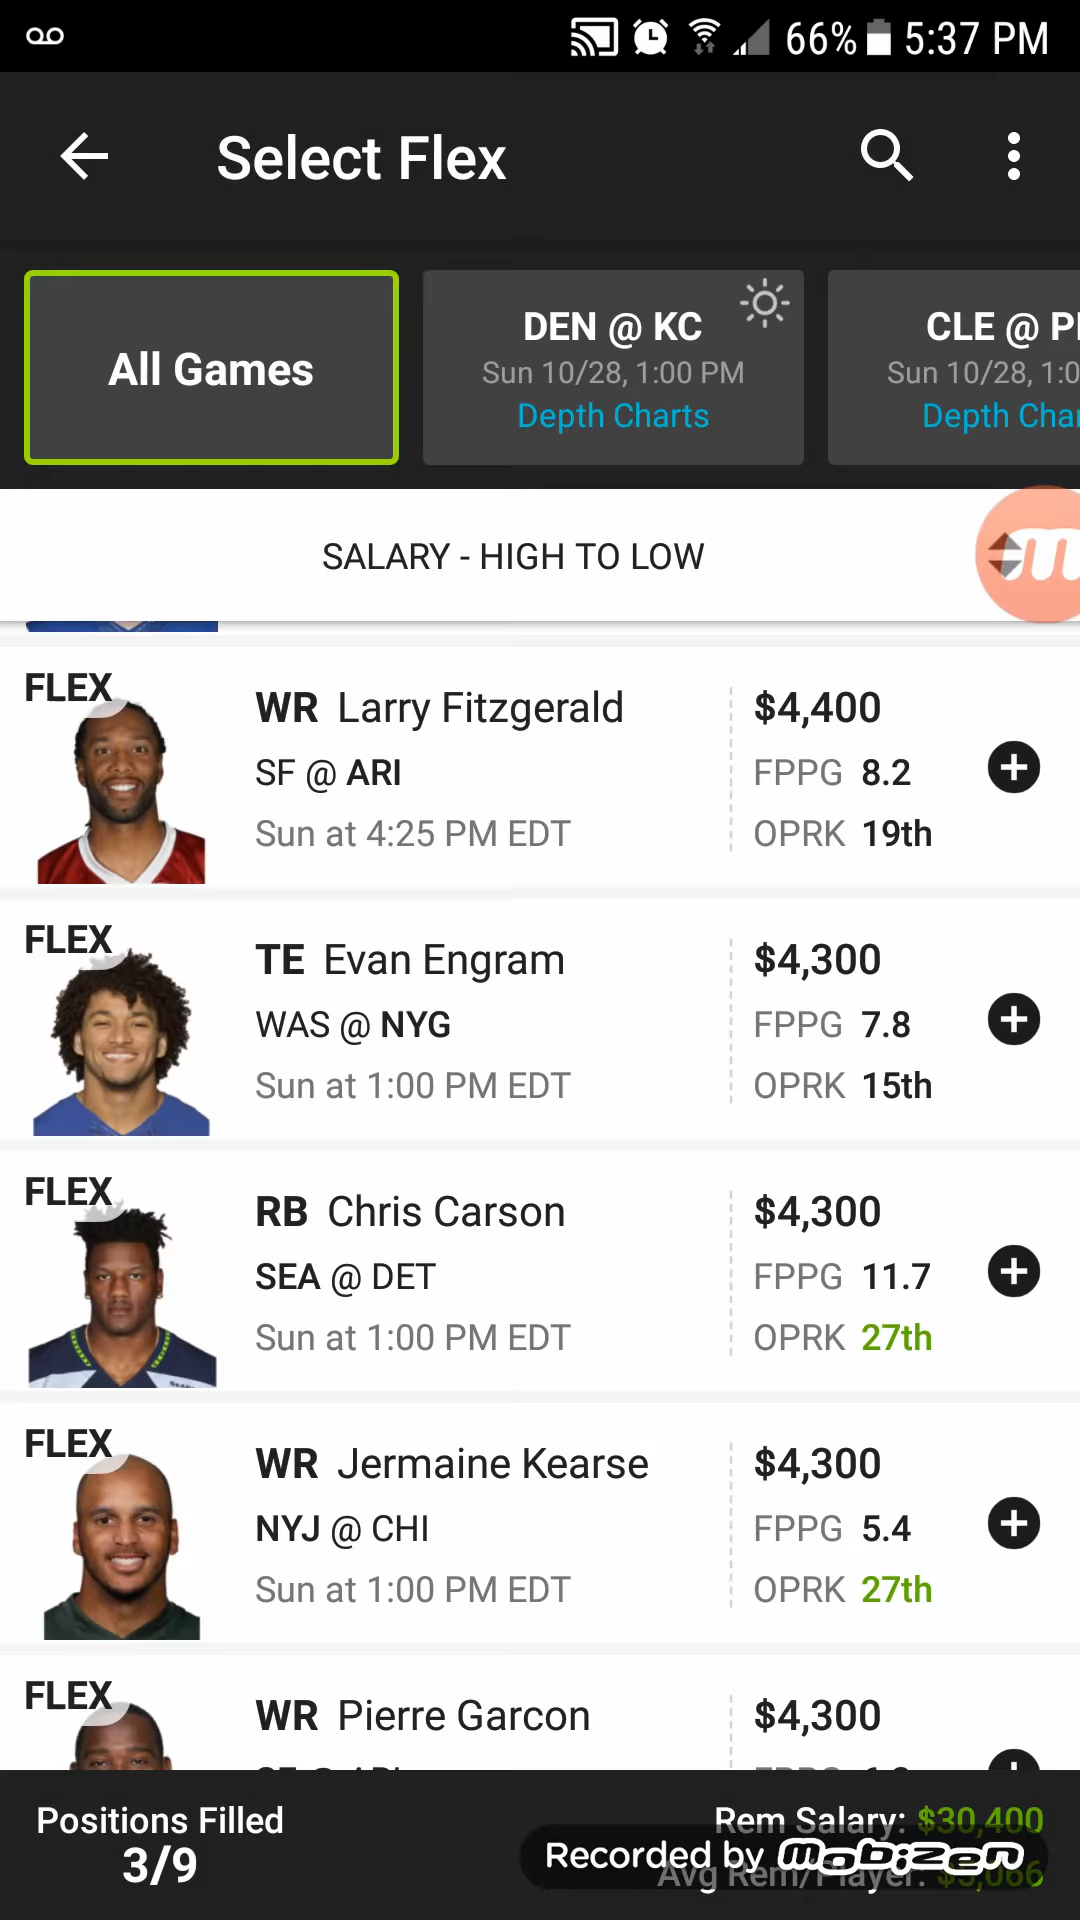 66% 5:37 PM
Select Flex
All Games
DEN @ KC
Sun 10/28, 1:00 PM
Depth Charts
CLE @
Sun 10/28,
Depth
SALARY - HIGH TO LOW
m
FLEX
WR Larry Fitzgerald
$4,400
SF @ ARI
FPPG 8.2
Sun at 4:25 PM EDT
OPRK 19th
FLEX
TE Evan Engram
$4,300
WAS @ NYG
FPPG 7.8
Sun at 1:00 PM EDT
OPRK 15th
FLEX
RB Chris Carson
$4,300
SEA @ DET
FPPG 11.7
Sun at 1:00 PM EDT
OPRK 27th
FLEX
WR Jermaine Kearse
$4,300
NYJ @ CHI
FPPG 5.4
Sun at 1:00 PM EDT
OPRK 27th
FLEX
WR Pierre Garcon
$4,300
Positions Filled
3/9
Rem Salary: $30,400
Recorded by mobizen
Avg Rem/Player: $5,066